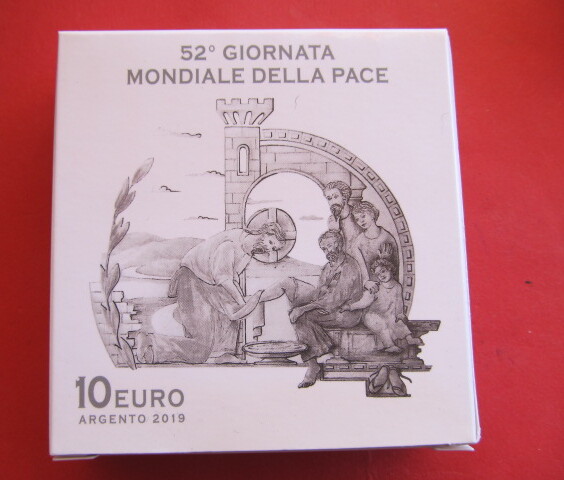 52° GIORNATA
MONDIALE DELLA PACE
10 EURO
ARGENTO 2019